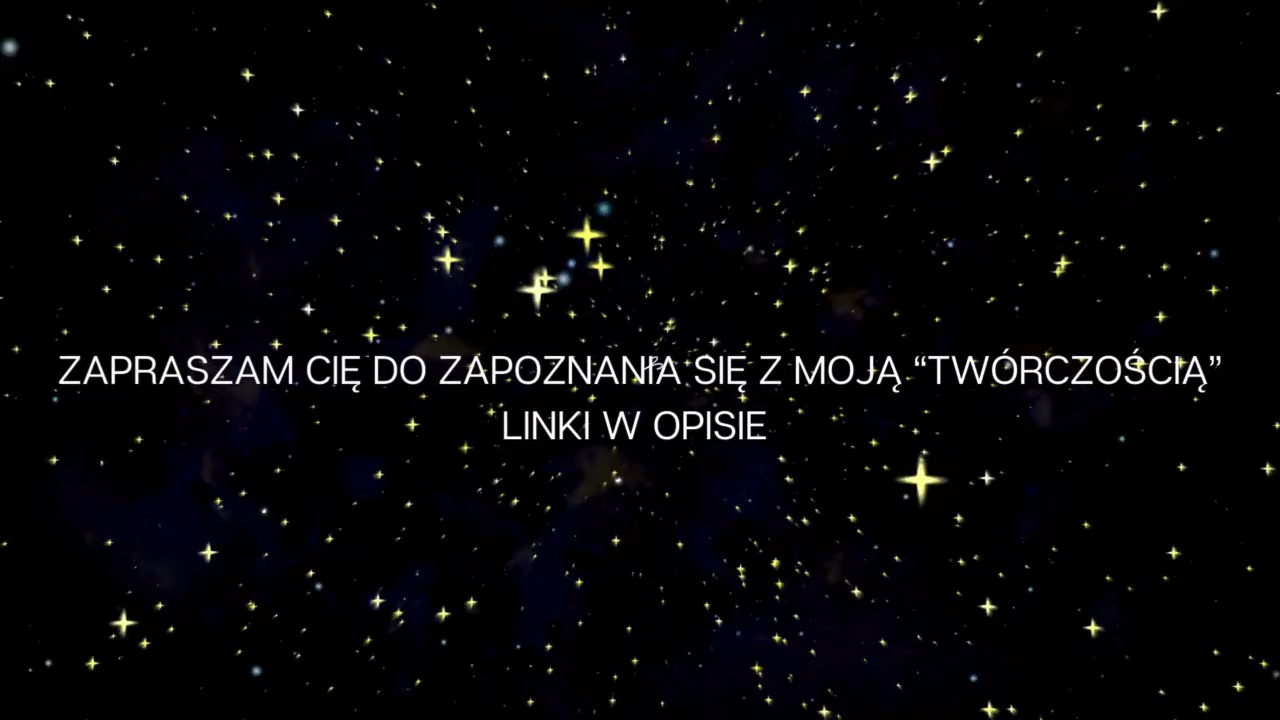 ZAPRASZAM CIĘ DO ZAPOZNANIA SIĘ Z MOJĄ “TWÓRCZOŚCIĄ”
LINKI W OPISIE